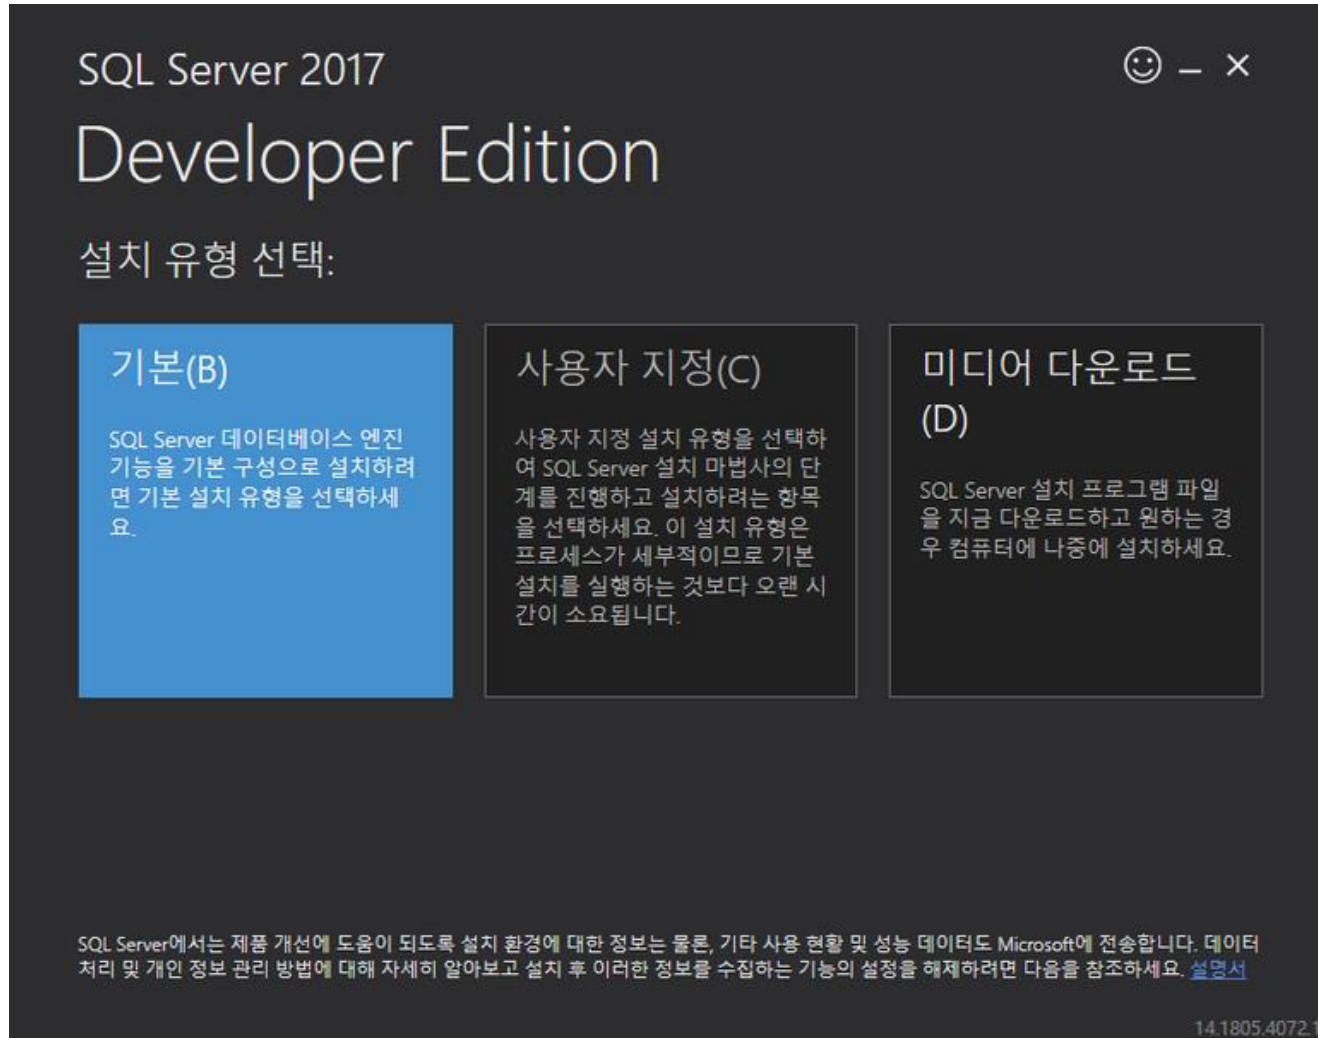 SQL Server 2017
Developer Edition
설치 유형 선택:
기본(B)
SQL Server 데이터베이스 엔진
기능을 기본 구성으로 설치하려
면 기본 설치 유형을 선택하세
요.
사용자 지정(C)
사용자 지정 설치 유형을 선택하
여 SQL Server 설치 마법사의 단
계를 진행하고 설치하려는 항목
을 선택하세요. 이 설치 유형은
프로세스가 세부적이므로 기본
설치를 실행하는 것보다 오랜 시
간이 소요됩니다.
미디어 다운로드
(D)
SQL Server 설치 프로그램 파일
을 지금 다운로드하고 원하는 경
우 컴퓨터에 나중에 설치하세요.
SQL Server에서는 제품 개선에 도움이 되도록 설치 환경에 대한 정보는 물론, 기타 사용 현황 및 성능 데이터도 Microsoft에 전송합니다. 데이터
처리 및 개인 정보 관리 방법에 대해 자세히 알아보고 설치 후 이러한 정보를 수집하는 기능의 설정을 해제하려면 다음을 참조하세요. 설명서
14.1805.4072.1